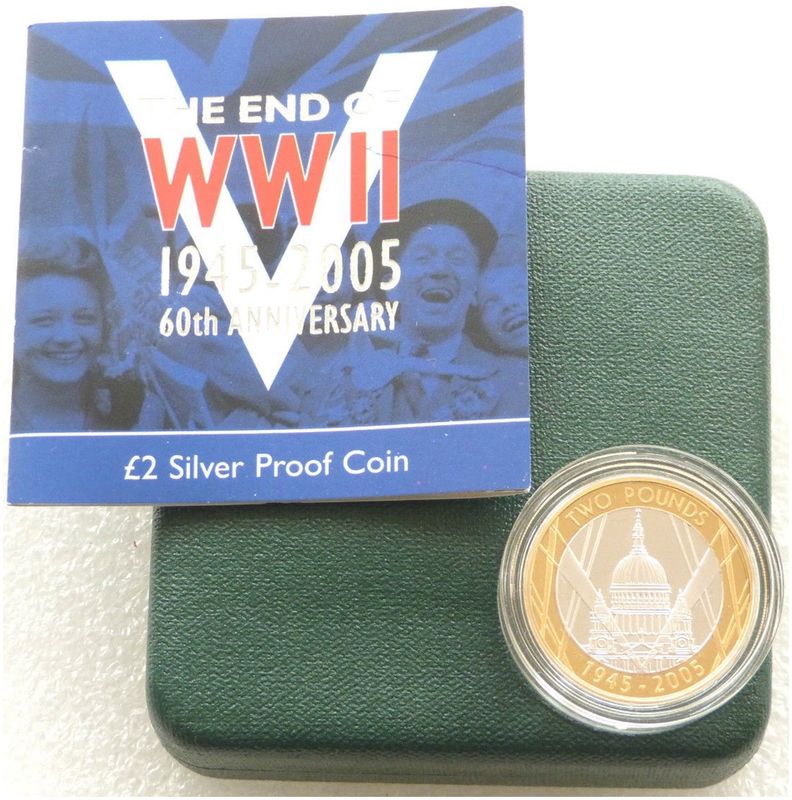 THE END OF
WWII
1945-2005
60th ANNIVERSARY
£2 Silver Proof Coin
TWO POUNDS
1945 - 2005